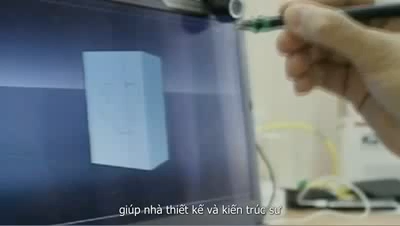 giúp nhà thiết kế và kiến trúc sư